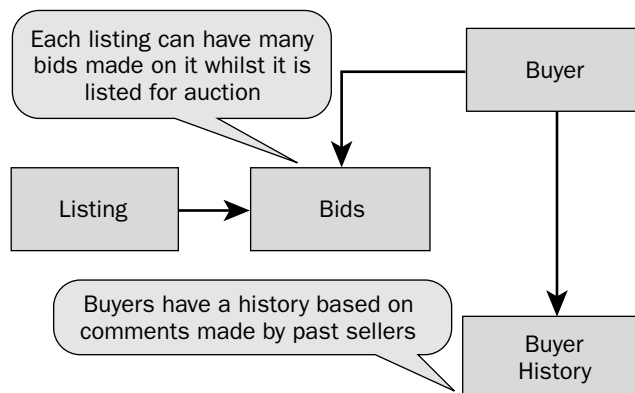 Each listing can have many
bids made on it whilst it is
listed for auction
Buyer
Listing
Bids
Buyers have a history based on
comments made by past sellers
Buyer
History